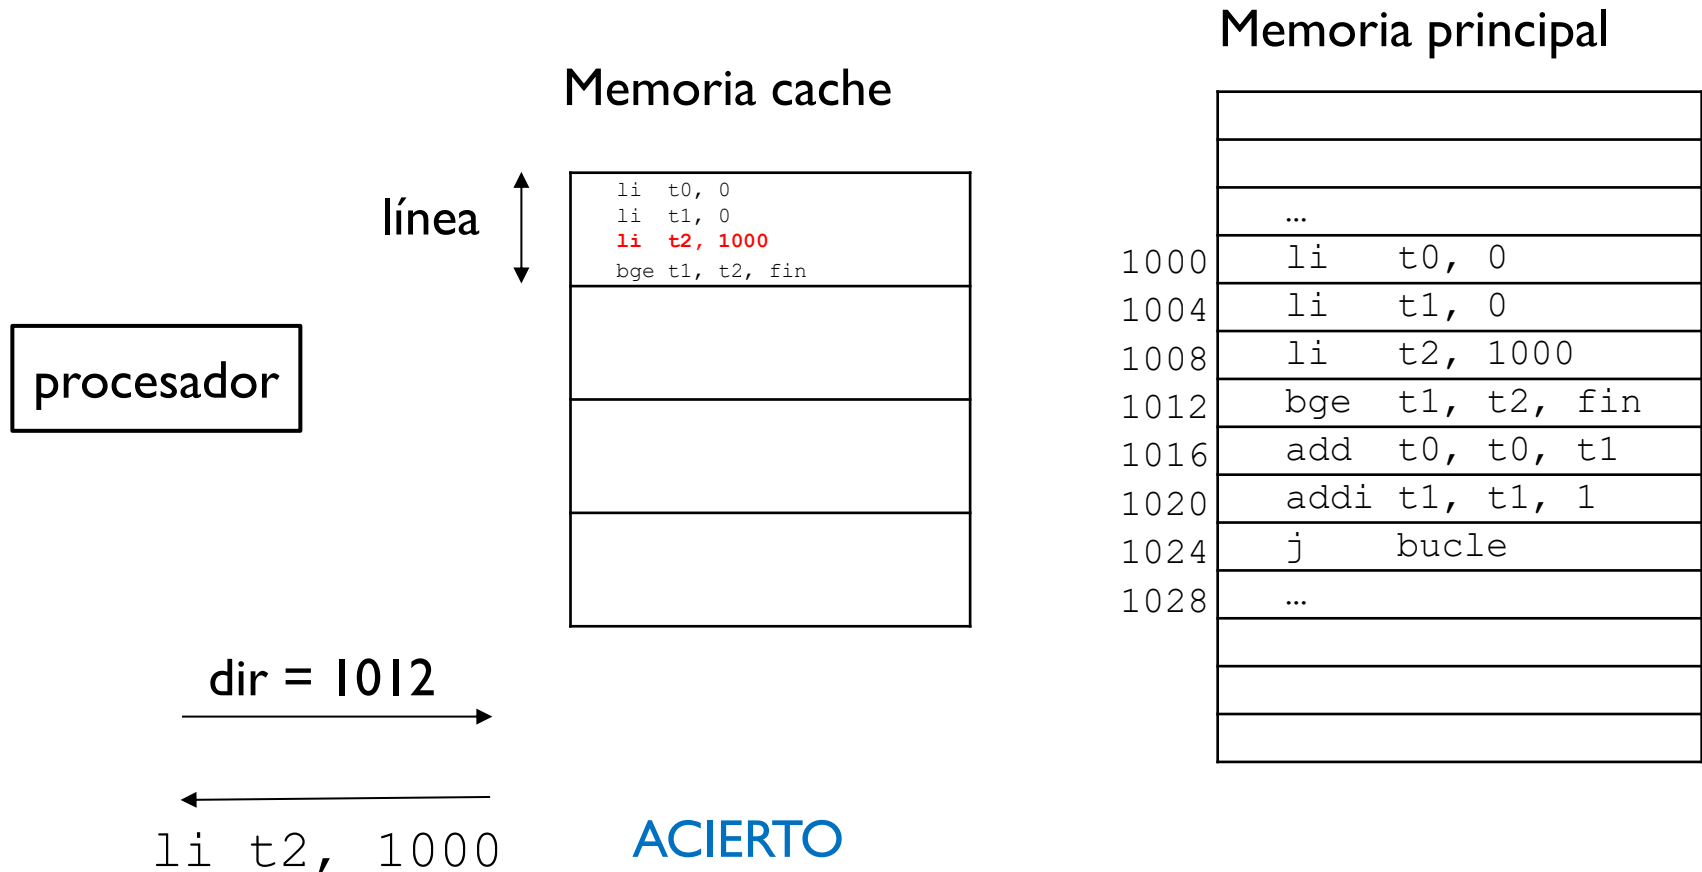 Memoria principal
Memoria cache
línea
li t0, 0
li t1, 0
li t2, 1000
bge t1, t2, fin
procesador
…
1000 li t0, 0
1004 li t1, 0
1008 li t2, 1000
1012 bge t1, t2, fin
1016 add t0, t0, t1
1020 addi t1, t1, 1
1024 j bucle
1028 …
dir = 1012
li t2, 1000
ACIERTO